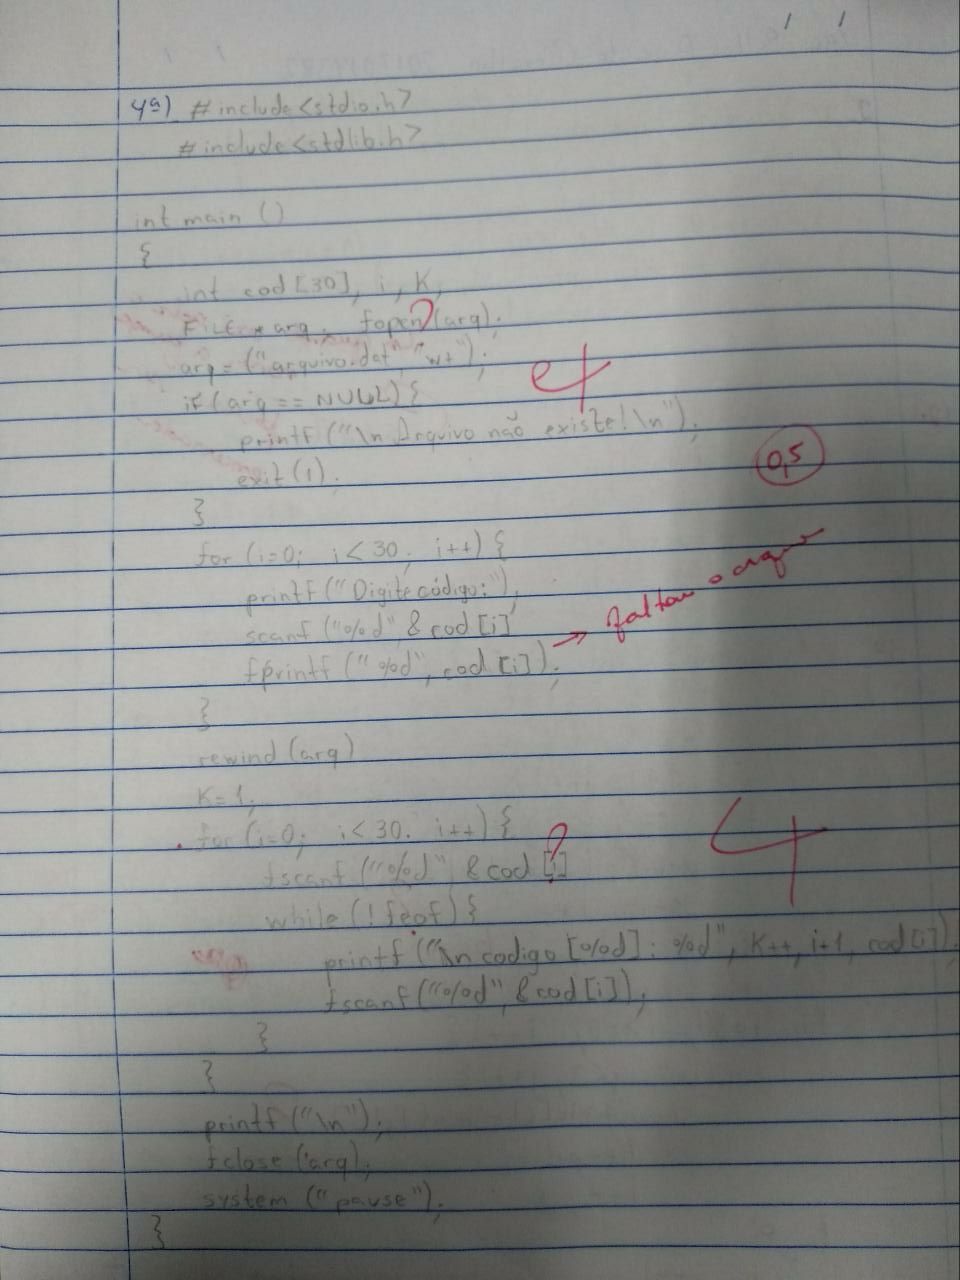 4ª) #include<stdio.h>
#include<stdlib.h>
int main ()
{
int cod [30], i, K,
FILE *arq; fopen?(arq);
arq = ("arquivo.dat", "w+");
if (arq == NULL) {
printf ("\n Arquivo não existe! \n");
exit (1).
0,5
}
for (i=0; i<30. i++) {
printf ("Digite código:"),
scanf ("%d" & cod [i]
fprintf ("%d", cod [i]); → faltou o arq
}
rewind (arq)
K=1;
for (i=0; i<30. i++) {
fscanf ("%d" & cod [i] ?
while (! feof) {
printf ("\n codigo [%d]: %d", K++, i+1, cod [i])
fscanf ("%d", & cod [i]);
}
}
printf ("\n");
fclose (arq);
system ("pause");
}